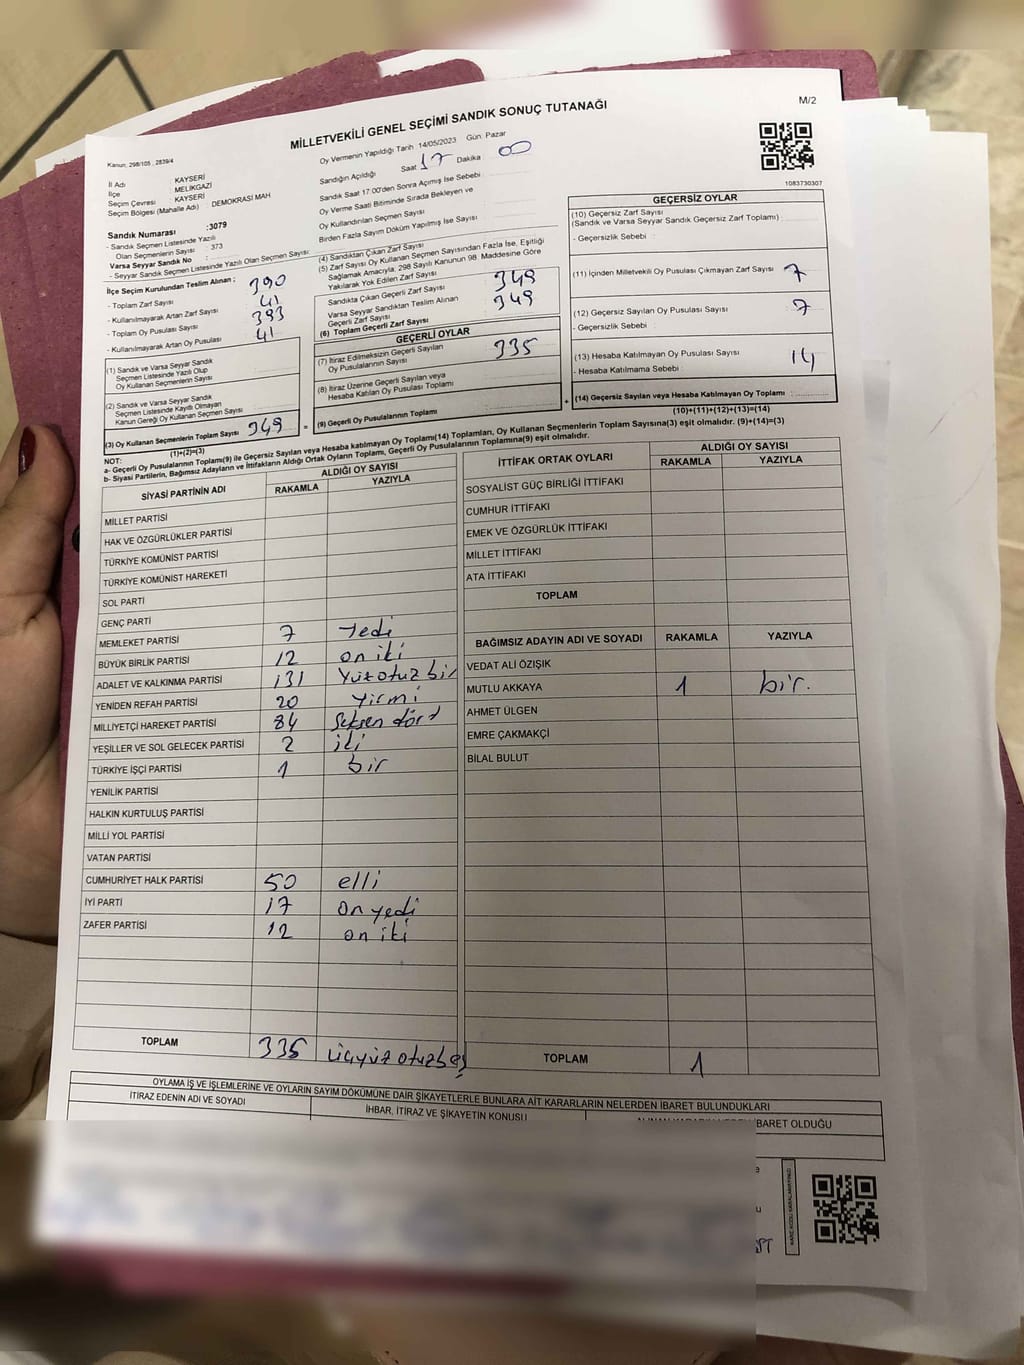 MİLLETVEKİLİ GENEL SEÇİMİ SANDIK SONUÇ TUTANAĞI
M/2
Kanun: 298/105 , 2839/4
Oy Vermenin Yapıldığı Tarih :14/05/2023 Gün: Pazar
İl Adı : KAYSERİ
İlçe : MELİKGAZİ
Seçim Çevresi : KAYSERİ
Seçim Bölgesi (Mahalle Adı) : DEMOKRASİ MAH
Sandığın Açıldığı Saat 17 Dakika 00
Sandık Saat 17:00'den Sonra Açımış İse Sebebi :
Oy Verme Saati Bitiminde Sırada Bekleyen ve
Oy Kullandırılan Seçmen Sayısı :
Birden Fazla Sayım Döküm Yapılmış İse Sayısı :
1083730307
Sandık Numarası :3079
- Sandık Seçmen Listesinde Yazılı
Olan Seçmenlerin Sayısı : 373
Varsa Seyyar Sandık No :
- Seyyar Sandık Seçmen Listesinde Yazılı Olan Seçmen Sayısı:
İlçe Seçim Kurulundan Teslim Alınan ;
- Toplam Zarf Sayısı 390
- Kullanılmayarak Artan Zarf Sayısı 41
- Toplam Oy Pusulası Sayısı 393
- Kullanılmayarak Artan Oy Pusulası 41
(1) Sandık ve Varsa Seyyar Sandık
Seçmen Listesinde Yazılı Olup
Oy Kullanan Seçmenlerin Sayısı
(2) Sandık ve Varsa Seyyar Sandık
Seçmen Listesinde Kayıtlı Olmayan
Kanun Gereği Oy Kullanan Seçmen Sayısı
(3) Oy Kullanan Seçmenlerin Toplam Sayısı 349
(1)+(2)=(3)
(4) Sandıktan Çıkan Zarf Sayısı
(5) Zarf Sayısı Oy Kullanan Seçmen Sayısından Fazla İse, Eşitliği
Sağlamak Amacıyla; 298 Sayılı Kanunun 98. Maddesine Göre
Yakılarak Yok Edilen Zarf Sayısı
Sandıkta Çıkan Geçerli Zarf Sayısı 349
Varsa Seyyar Sandıktan Teslim Alınan
Geçerli Zarf Sayısı 349
(6) Toplam Geçerli Zarf Sayısı
GEÇERLİ OYLAR
(7) İtiraz Edilmeksizin Geçerli Sayılan
Oy Pusulalarının Sayısı 335
(8) İtiraz Üzerine Geçerli Sayılan veya
Hesaba Katılan Oy Pusulası Toplamı
= (9) Geçerli Oy Pusulalarının Toplamı
GEÇERSİZ OYLAR
(10) Geçersiz Zarf Sayısı
(Sandık ve Varsa Seyyar Sandık Geçersiz Zarf Toplamı)
- Geçersizlik Sebebi :
(11) İçinden Milletvekili Oy Pusulası Çıkmayan Zarf Sayısı 7
(12) Geçersiz Sayılan Oy Pusulası Sayısı 7
- Geçersizlik Sebebi :
(13) Hesaba Katılmayan Oy Pusulası Sayısı 14
- Hesaba Katılmama Sebebi :
+ (14) Geçersiz Sayılan veya Hesaba Katılmayan Oy Toplamı :
(10)+(11)+(12)+(13)=(14)
NOT:
a- Geçerli Oy Pusulalarının Toplamı(9) ile Geçersiz Sayılan veya Hesaba katılmayan Oy Toplamı(14) Toplamları, Oy Kullanan Seçmenlerin Toplam Sayısına(3) eşit olmalıdır. (9)+(14)=(3)
b- Siyasi Partilerin, Bağımsız Adayların ve İttifakların Aldığı Ortak Oyların Toplamı, Geçerli Oy Pusulalarının Toplamına(9) eşit olmalıdır.
SİYASİ PARTİNİN ADI ALDIĞI OY SAYISI
RAKAMLA YAZIYLA
MİLLET PARTİSİ
HAK VE ÖZGÜRLÜKLER PARTİSİ
TÜRKİYE KOMÜNİST PARTİSİ
TÜRKİYE KOMÜNİST HAREKETİ
SOL PARTİ
GENÇ PARTİ
MEMLEKET PARTİSİ 7 yedi
BÜYÜK BİRLİK PARTİSİ 12 on iki
ADALET VE KALKINMA PARTİSİ 131 yüzotuz bir
YENİDEN REFAH PARTİSİ 20 yirmi
MİLLİYETÇİ HAREKET PARTİSİ 84 seksen dört
YEŞİLLER VE SOL GELECEK PARTİSİ 2 iki
TÜRKİYE İŞÇİ PARTİSİ 1 bir
YENİLİK PARTİSİ
HALKIN KURTULUŞ PARTİSİ
MİLLİ YOL PARTİSİ
VATAN PARTİSİ
CUMHURİYET HALK PARTİSİ 50 elli
İYİ PARTİ 17 on yedi
ZAFER PARTİSİ 12 on iki
TOPLAM 335 üçyüz otuzbeş
İTTİFAK ORTAK OYLARI ALDIĞI OY SAYISI
RAKAMLA YAZIYLA
SOSYALİST GÜÇ BİRLİĞİ İTTİFAKI
CUMHUR İTTİFAKI
EMEK VE ÖZGÜRLÜK İTTİFAKI
MİLLET İTTİFAKI
ATA İTTİFAKI
TOPLAM
BAĞIMSIZ ADAYIN ADI VE SOYADI RAKAMLA YAZIYLA
VEDAT ALİ ÖZIŞIK
MUTLU AKKAYA 1 bir.
AHMET ÜLGEN
EMRE ÇAKMAKÇİ
BİLAL BULUT
TOPLAM 1
OYLAMA İŞ VE İŞLEMLERİNE VE OYLARIN SAYIM DÖKÜMÜNE DAİR ŞİKAYETLERLE BUNLARA AİT KARARLARIN NELERDEN İBARET BULUNDUKLARI
İTİRAZ EDENİN ADI VE SOYADI
İHBAR, İTİRAZ VE ŞİKAYETİN KONUSU
İBARET OLDUĞU